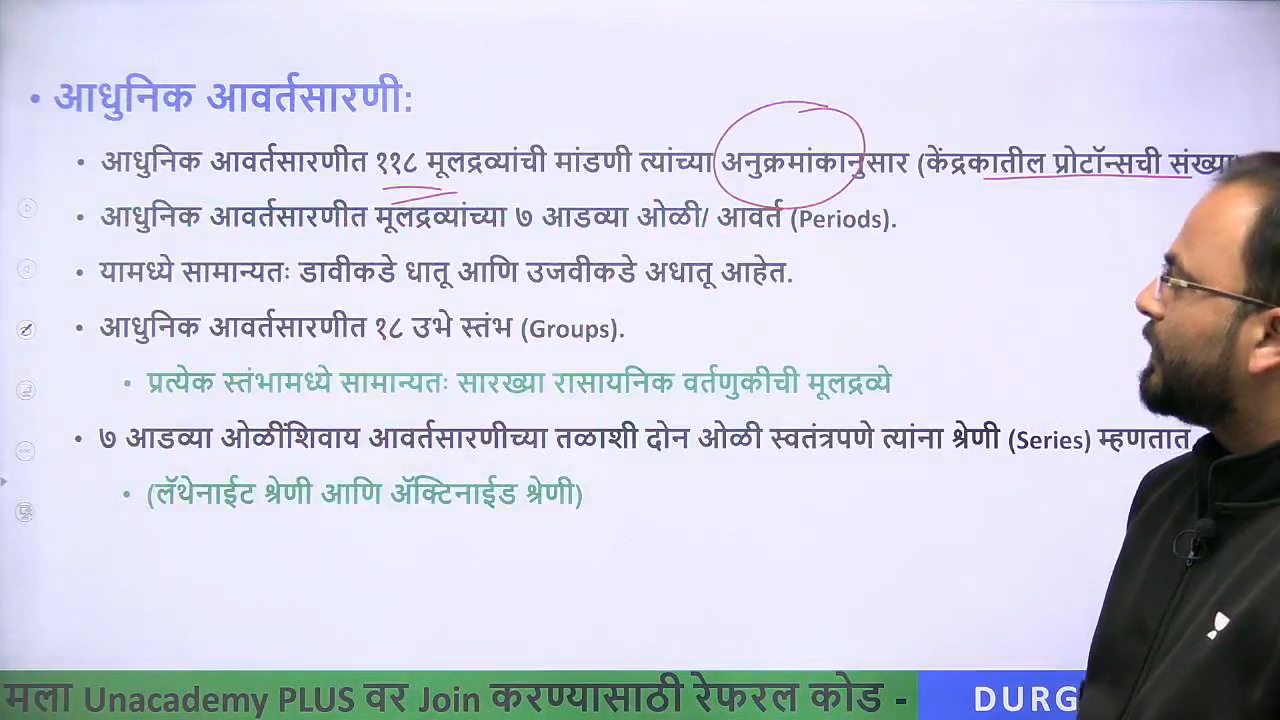 • आधुनिक आवर्तसारणी:
• आधुनिक आवर्तसारणीत ११८ मूलद्रव्यांची मांडणी त्यांच्या अनुक्रमांकानुसार (केंद्रकातील प्रोटॉन्सची संख्या)
• आधुनिक आवर्तसारणीत मूलद्रव्यांच्या ७ आडव्या ओळी/ आवर्त (Periods).
• यामध्ये सामान्यतः डावीकडे धातू आणि उजवीकडे अधातू आहेत.
• आधुनिक आवर्तसारणीत १८ उभे स्तंभ (Groups).
• प्रत्येक स्तंभामध्ये सामान्यतः सारख्या रासायनिक वर्तणुकीची मूलद्रव्ये
• ७ आडव्या ओळींशिवाय आवर्तसारणीच्या तळाशी दोन ओळी स्वतंत्रपणे त्यांना श्रेणी (Series) म्हणतात
• (लॅथेनाईट श्रेणी आणि ॲक्टिनाईड श्रेणी)
मला Unacademy PLUS वर Join करण्यासाठी रेफरल कोड - DURG